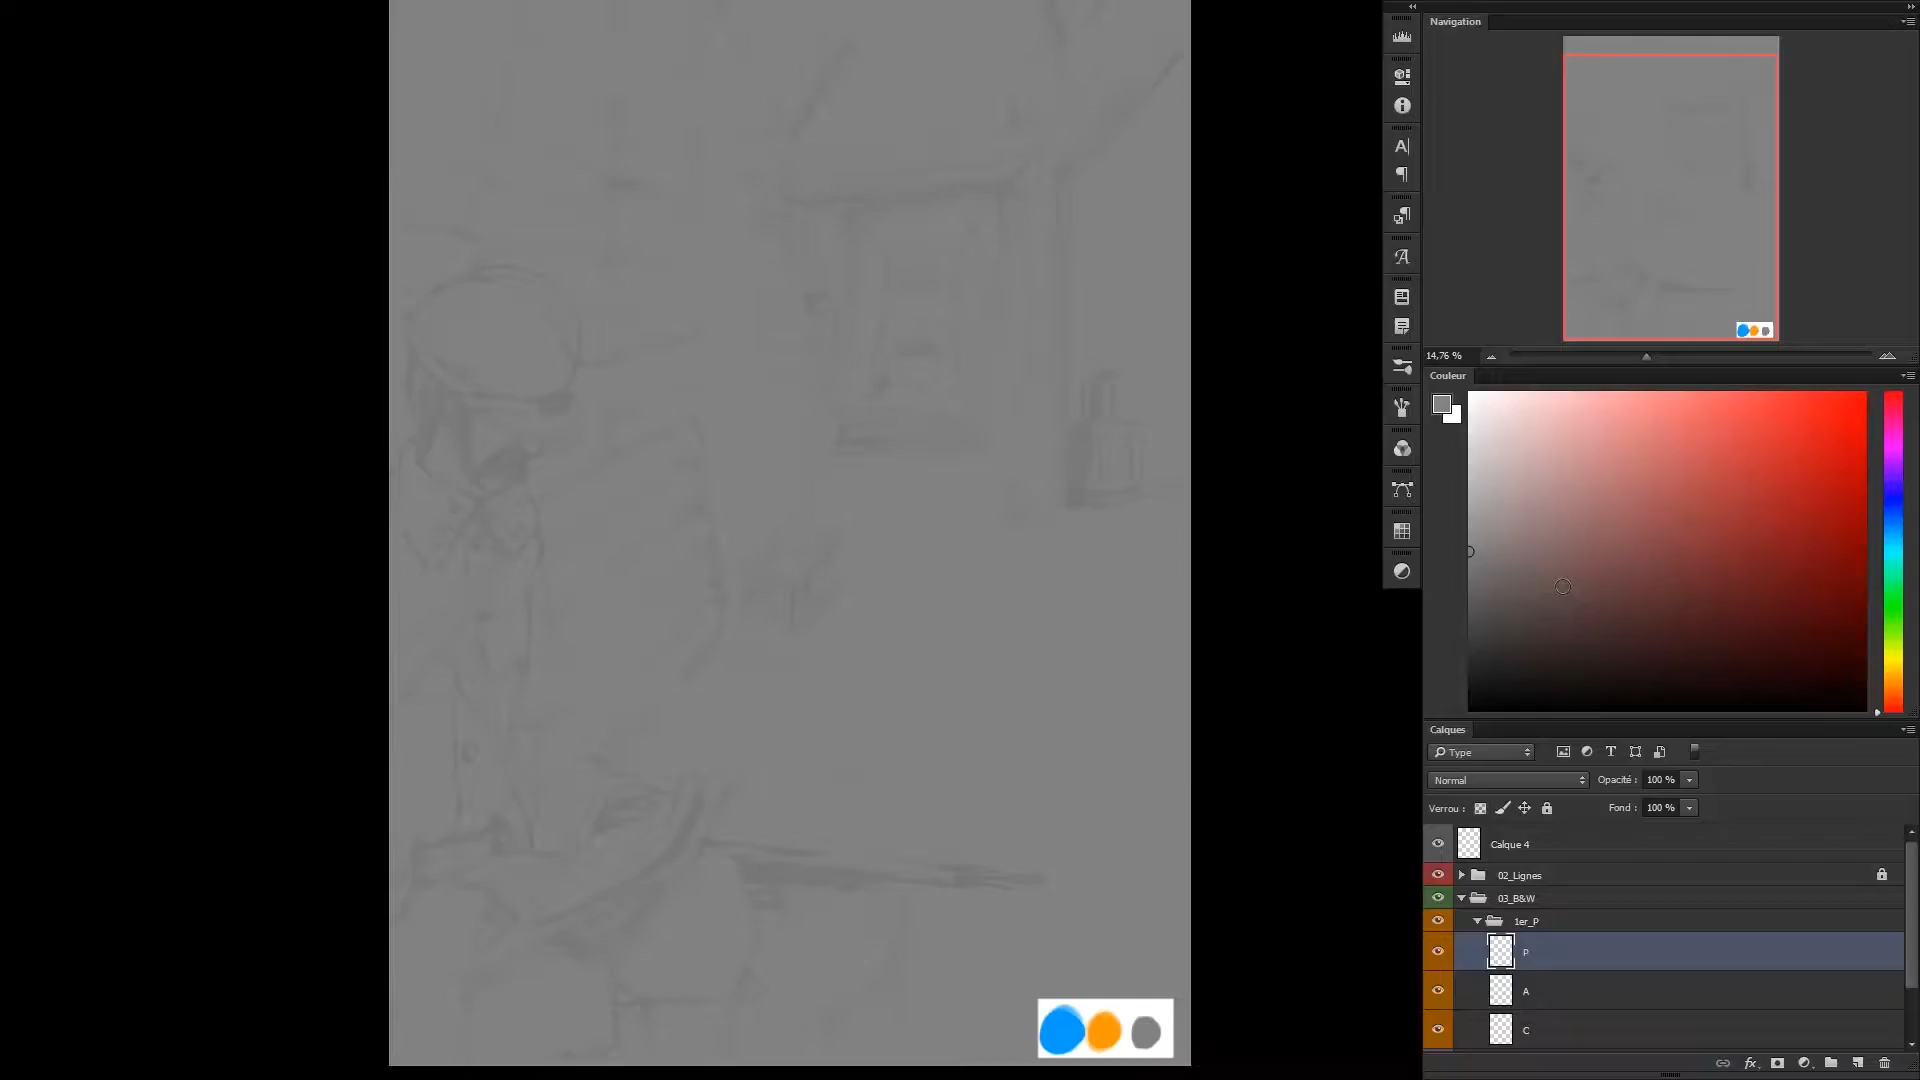 Navigation
14,76 %
Couleur
Calques
Type
Normal
Opacité : 100 %
Verrou :
Fond : 100 %
Calque 4
02_Lignes
03_B&W
1er_P
P
A
C